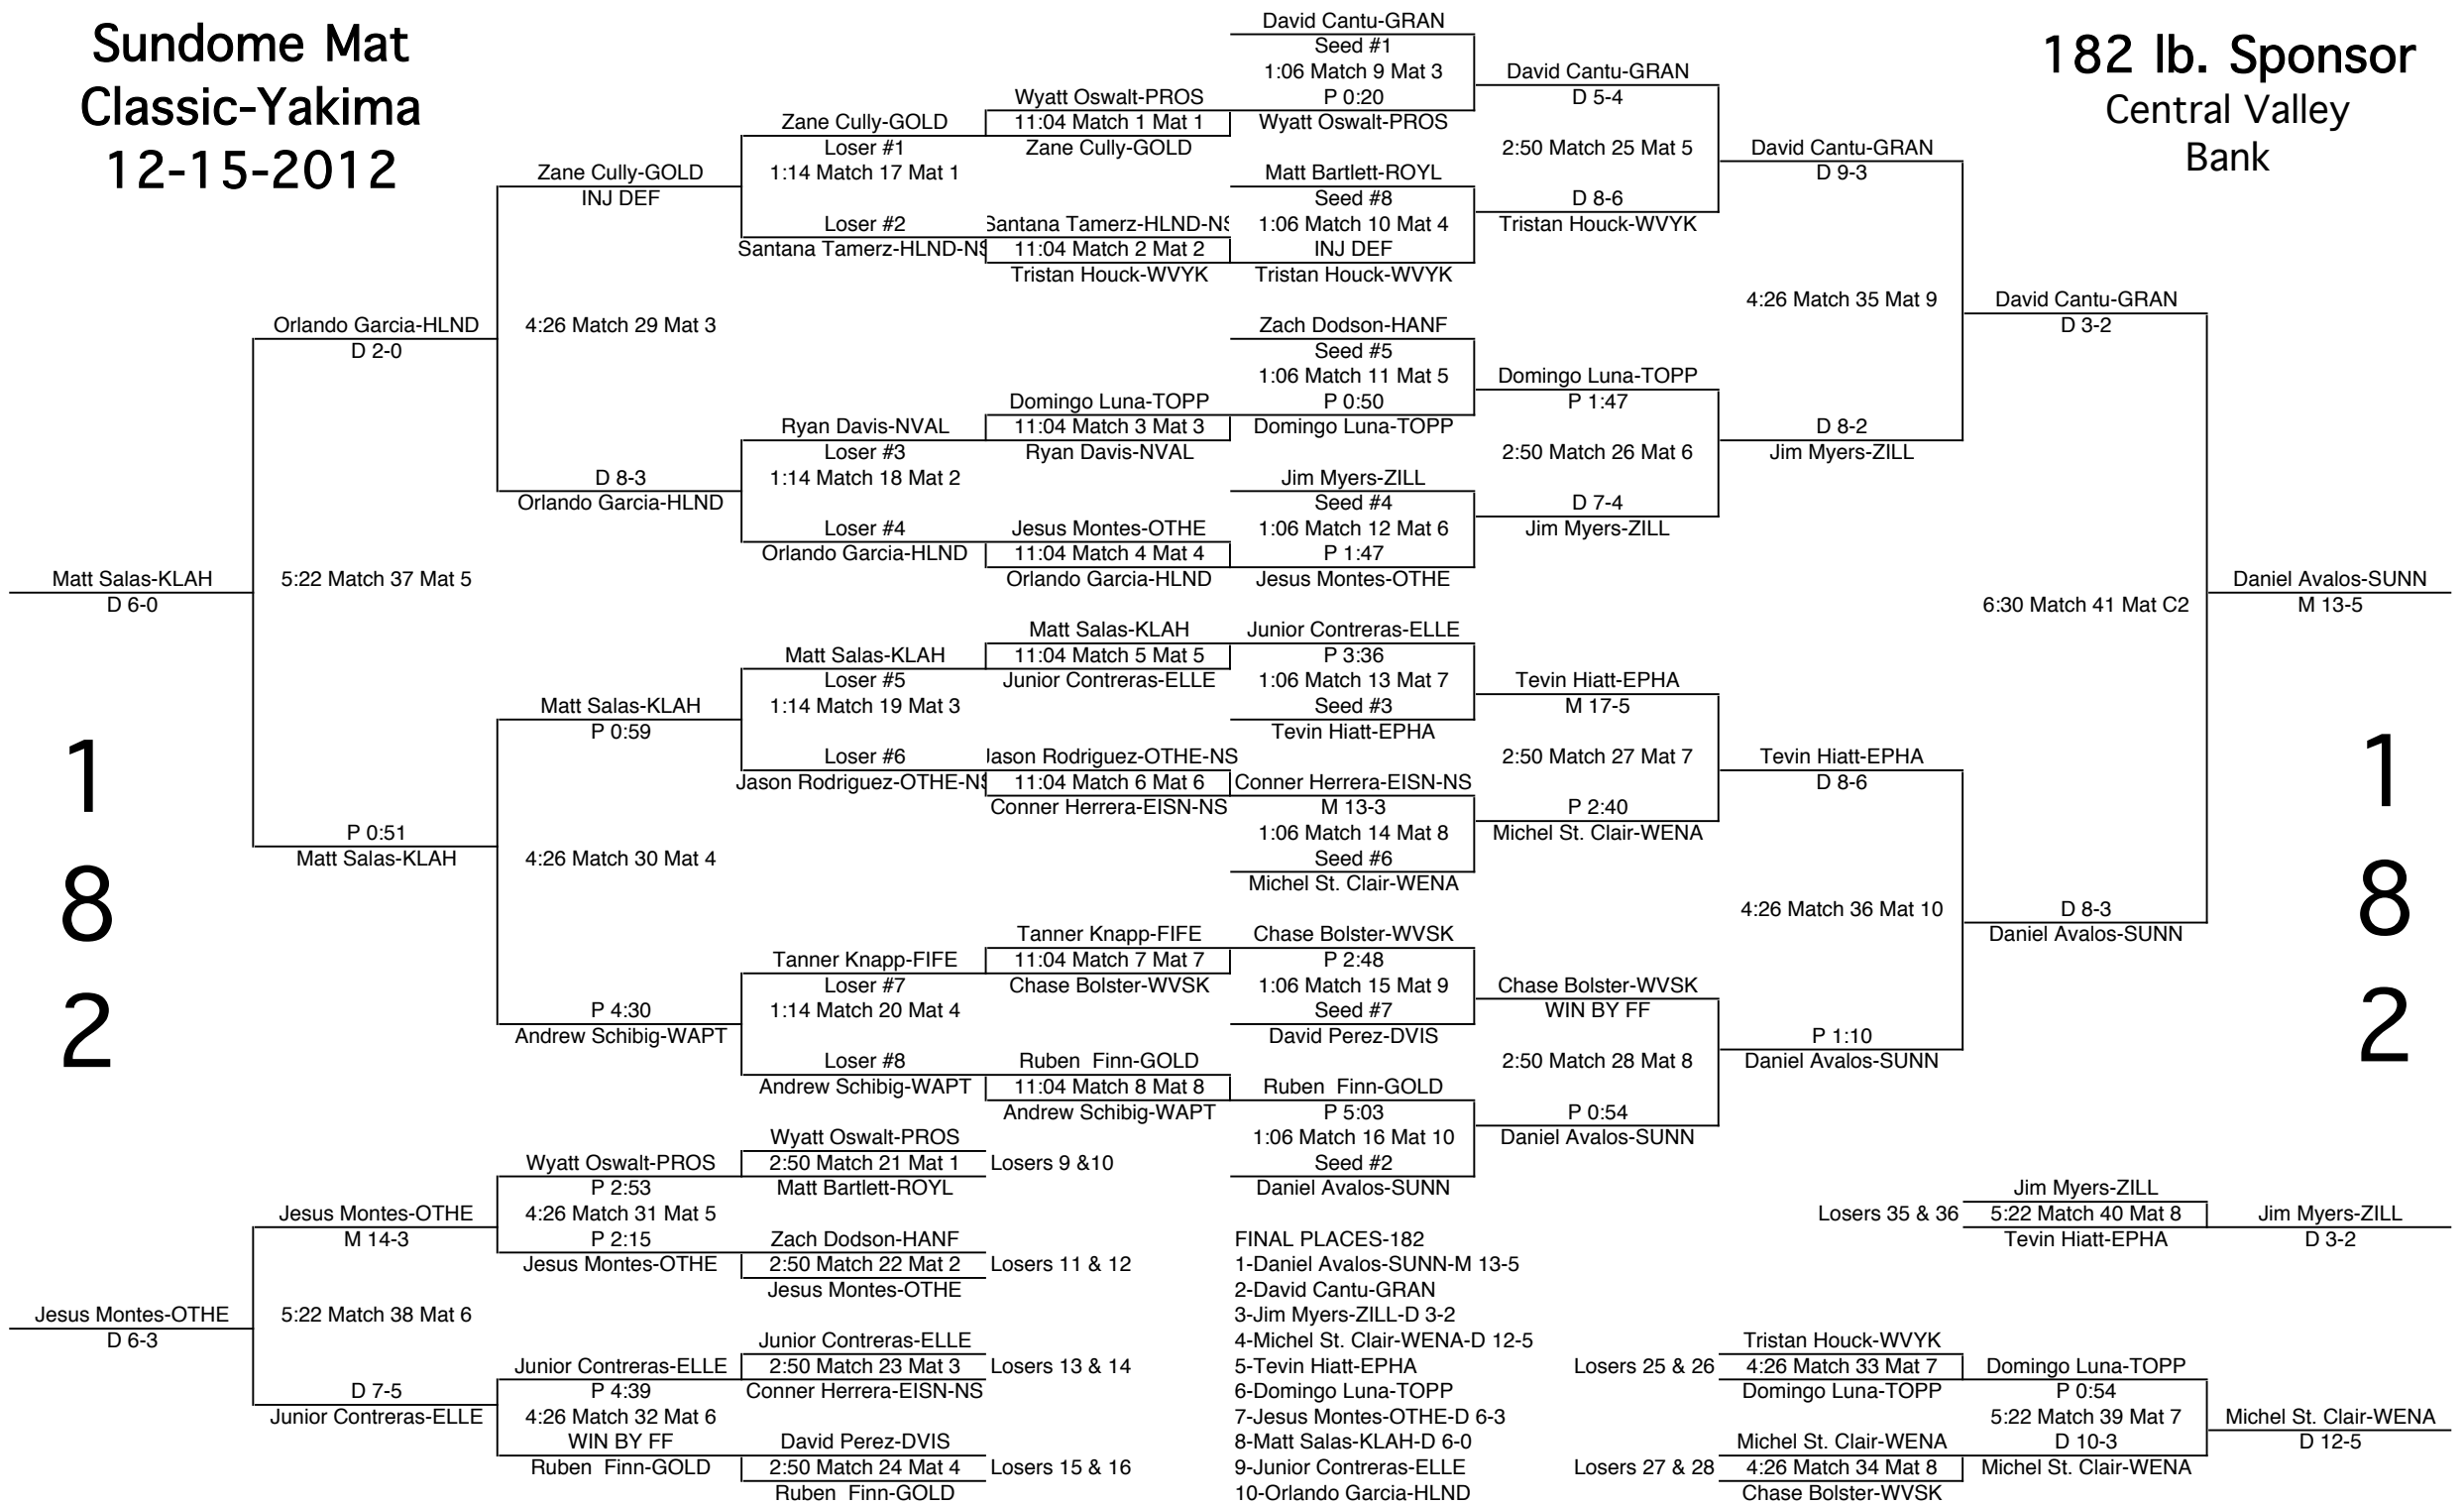 Sundome Mat
Classic-Yakima
12-15-2012
182 lb. Sponsor
Central Valley
Bank
1
8
2
1
8
2
Matt Salas-KLAH
D 6-0
Orlando Garcia-HLND
D 2-0
5:22 Match 37 Mat 5
P 0:51
Matt Salas-KLAH
Zane Cully-GOLD
INJ DEF
4:26 Match 29 Mat 3
D 8-3
Orlando Garcia-HLND
Matt Salas-KLAH
P 0:59
4:26 Match 30 Mat 4
P 4:30
Andrew Schibig-WAPT
Zane Cully-GOLD
Loser #1
1:14 Match 17 Mat 1
Loser #2
Santana Tamerz-HLND-NS
Ryan Davis-NVAL
Loser #3
1:14 Match 18 Mat 2
Loser #4
Orlando Garcia-HLND
Matt Salas-KLAH
Loser #5
1:14 Match 19 Mat 3
Loser #6
Jason Rodriguez-OTHE-NS
Tanner Knapp-FIFE
Loser #7
1:14 Match 20 Mat 4
Loser #8
Andrew Schibig-WAPT
Wyatt Oswalt-PROS
11:04 Match 1 Mat 1
Zane Cully-GOLD
Santana Tamerz-HLND-NS
11:04 Match 2 Mat 2
Tristan Houck-WVYK
Domingo Luna-TOPP
11:04 Match 3 Mat 3
Ryan Davis-NVAL
Jesus Montes-OTHE
11:04 Match 4 Mat 4
Orlando Garcia-HLND
Matt Salas-KLAH
11:04 Match 5 Mat 5
Junior Contreras-ELLE
Jason Rodriguez-OTHE-NS
11:04 Match 6 Mat 6
Conner Herrera-EISN-NS
Tanner Knapp-FIFE
11:04 Match 7 Mat 7
Chase Bolster-WVSK
Ruben  Finn-GOLD
11:04 Match 8 Mat 8
Andrew Schibig-WAPT
David Cantu-GRAN
Seed #1
1:06 Match 9 Mat 3
P 0:20
Wyatt Oswalt-PROS
Matt Bartlett-ROYL
Seed #8
1:06 Match 10 Mat 4
INJ DEF
Tristan Houck-WVYK
Zach Dodson-HANF
Seed #5
1:06 Match 11 Mat 5
P 0:50
Domingo Luna-TOPP
Jim Myers-ZILL
Seed #4
1:06 Match 12 Mat 6
P 1:47
Jesus Montes-OTHE
Junior Contreras-ELLE
P 3:36
1:06 Match 13 Mat 7
Seed #3
Tevin Hiatt-EPHA
Conner Herrera-EISN-NS
M 13-3
1:06 Match 14 Mat 8
Seed #6
Michel St. Clair-WENA
Chase Bolster-WVSK
P 2:48
1:06 Match 15 Mat 9
Seed #7
David Perez-DVIS
Ruben  Finn-GOLD
P 5:03
1:06 Match 16 Mat 10
Seed #2
Daniel Avalos-SUNN
David Cantu-GRAN
D 5-4
2:50 Match 25 Mat 5
D 8-6
Tristan Houck-WVYK
Domingo Luna-TOPP
P 1:47
2:50 Match 26 Mat 6
D 7-4
Jim Myers-ZILL
Tevin Hiatt-EPHA
M 17-5
2:50 Match 27 Mat 7
P 2:40
Michel St. Clair-WENA
Chase Bolster-WVSK
WIN BY FF
2:50 Match 28 Mat 8
P 0:54
Daniel Avalos-SUNN
David Cantu-GRAN
D 9-3
4:26 Match 35 Mat 9
D 8-2
Jim Myers-ZILL
Tevin Hiatt-EPHA
D 8-6
4:26 Match 36 Mat 10
P 1:10
Daniel Avalos-SUNN
David Cantu-GRAN
D 3-2
6:30 Match 41 Mat C2
D 8-3
Daniel Avalos-SUNN
Daniel Avalos-SUNN
M 13-5
Jesus Montes-OTHE
D 6-3
Jesus Montes-OTHE
M 14-3
5:22 Match 38 Mat 6
D 7-5
Junior Contreras-ELLE
Wyatt Oswalt-PROS
P 2:53
4:26 Match 31 Mat 5
P 2:15
Jesus Montes-OTHE
Junior Contreras-ELLE
P 4:39
4:26 Match 32 Mat 6
WIN BY FF
Ruben  Finn-GOLD
Wyatt Oswalt-PROS
2:50 Match 21 Mat 1
Losers 9 &10
Matt Bartlett-ROYL
Zach Dodson-HANF
2:50 Match 22 Mat 2
Losers 11 & 12
Jesus Montes-OTHE
Junior Contreras-ELLE
2:50 Match 23 Mat 3
Losers 13 & 14
Conner Herrera-EISN-NS
David Perez-DVIS
2:50 Match 24 Mat 4
Losers 15 & 16
Ruben  Finn-GOLD
FINAL PLACES-182
1-Daniel Avalos-SUNN-M 13-5
2-David Cantu-GRAN
3-Jim Myers-ZILL-D 3-2
4-Michel St. Clair-WENA-D 12-5
5-Tevin Hiatt-EPHA
6-Domingo Luna-TOPP
7-Jesus Montes-OTHE-D 6-3
8-Matt Salas-KLAH-D 6-0
9-Junior Contreras-ELLE
10-Orlando Garcia-HLND
Jim Myers-ZILL
Losers 35 & 36
5:22 Match 40 Mat 8
Tevin Hiatt-EPHA
Jim Myers-ZILL
D 3-2
Tristan Houck-WVYK
Losers 25 & 26
4:26 Match 33 Mat 7
Domingo Luna-TOPP
Michel St. Clair-WENA
Losers 27 & 28
4:26 Match 34 Mat 8
Chase Bolster-WVSK
Domingo Luna-TOPP
P 0:54
5:22 Match 39 Mat 7
D 10-3
Michel St. Clair-WENA
Michel St. Clair-WENA
D 12-5